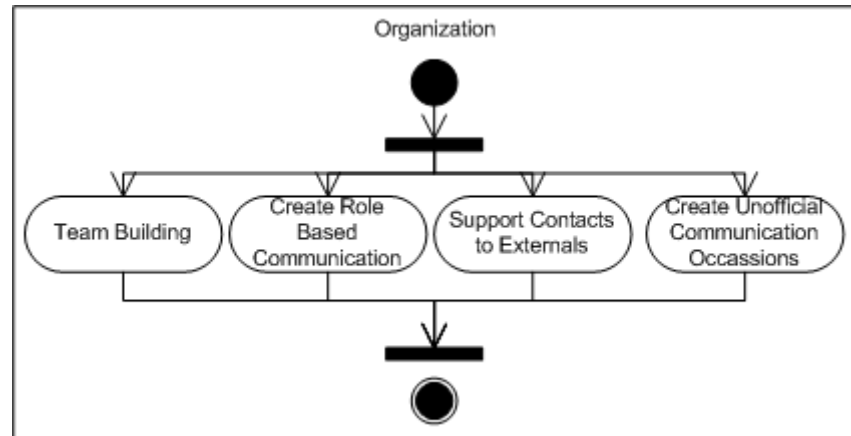 Organization
Team Building
Create Role
Based
Communication
Support Contacts
to Externals
Create Unofficial
Communication
Occassions